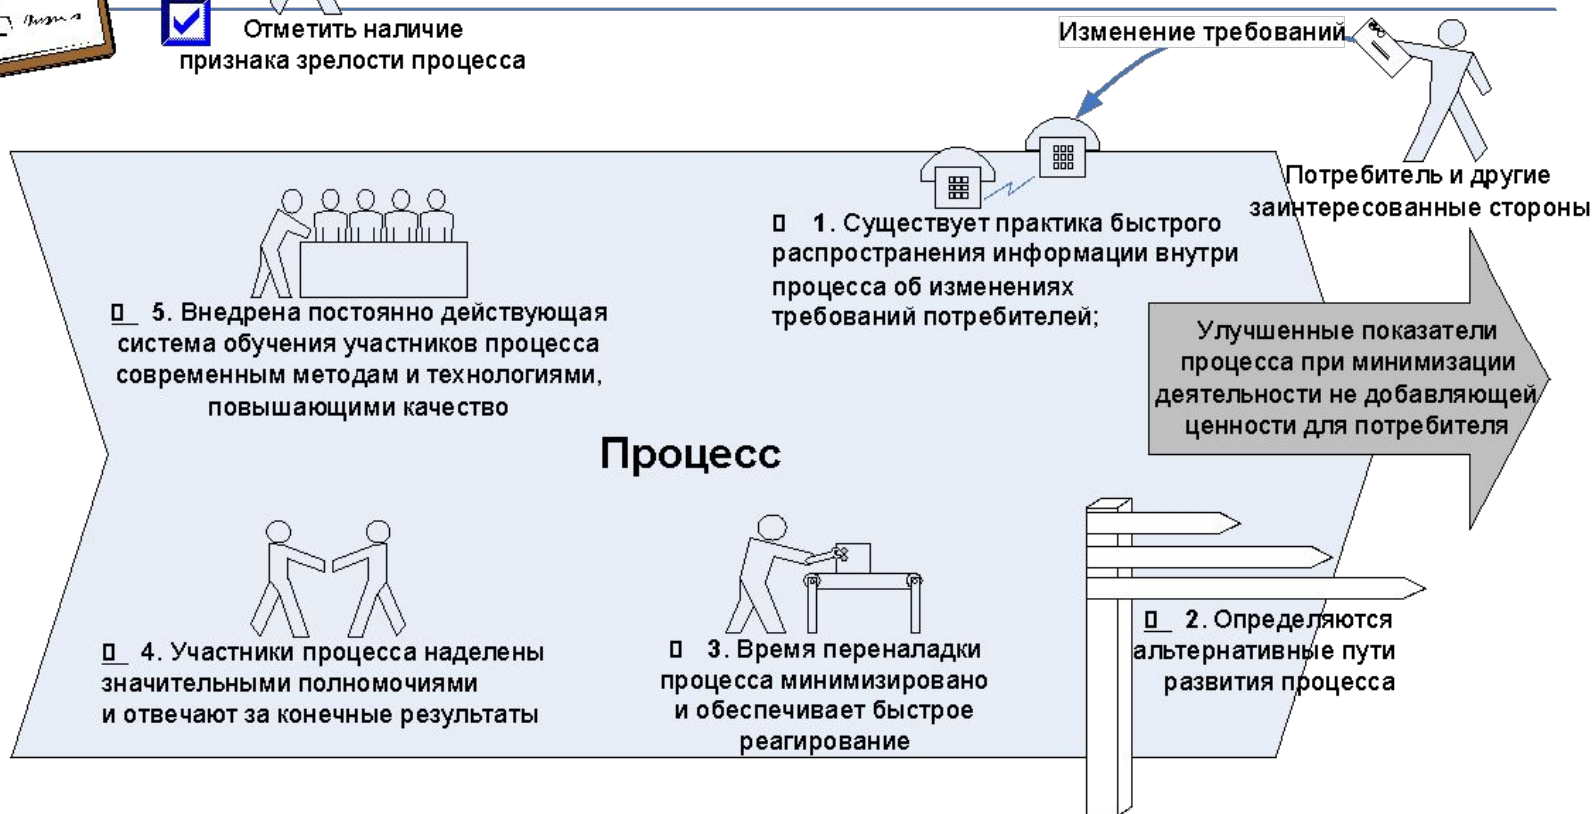 Отметить наличие
признака зрелости процесса
Изменение требований
Потребитель и другие
заинтересованные стороны
1. Существует практика быстрого
распространения информации внутри
процесса об изменениях
требований потребителей;
5. Внедрена постоянно действующая
система обучения участников процесса
современным методам и технологиями,
повышающими качество
Улучшенные показатели
процесса при минимизации
деятельности не добавляющей
ценности для потребителя
Процесс
2. Определяются
альтернативные пути
развития процесса
4. Участники процесса наделены
значительными полномочиями
и отвечают за конечные результаты
3. Время переналадки
процесса минимизировано
и обеспечивает быстрое
реагирование